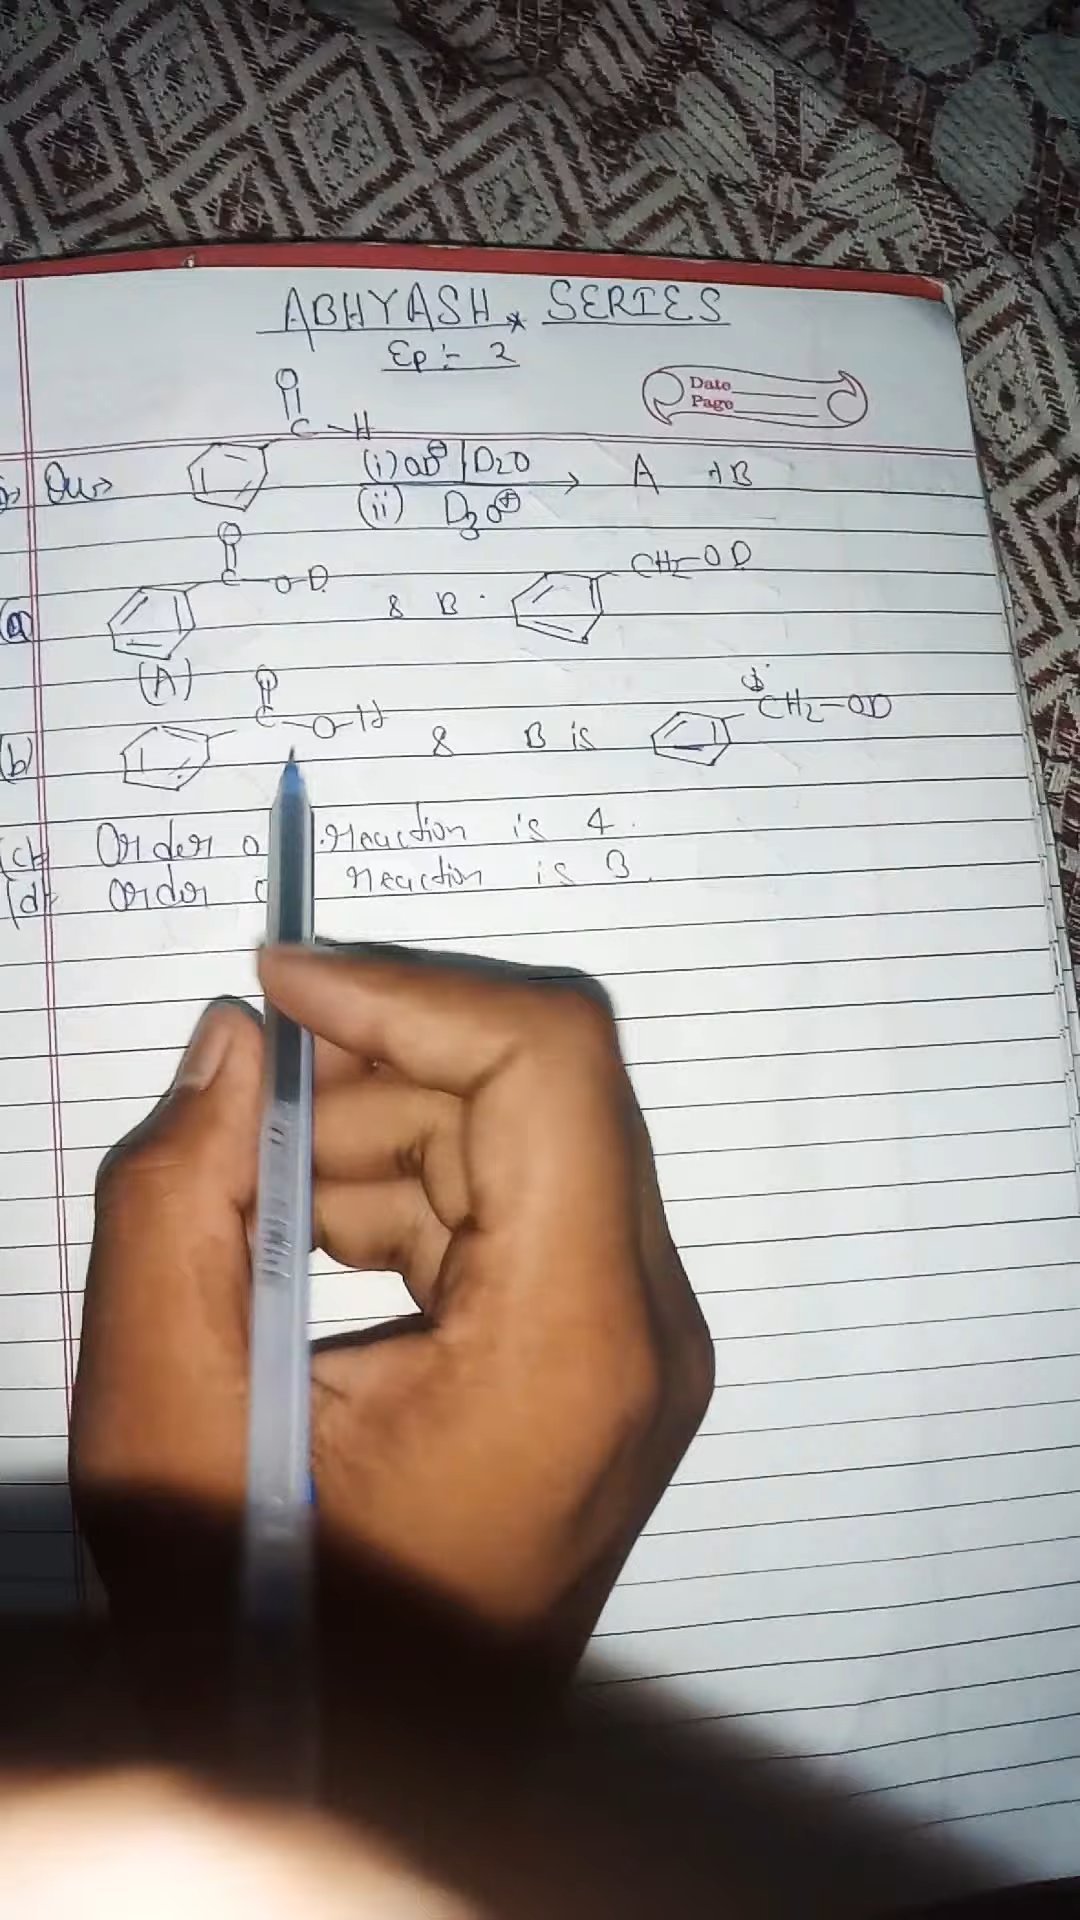 ABHYASH * SERIES
Ep :- 2
Date
Page
O
C-H
Que> (i) OD⊖ | D2O → A + B
(ii) D3O⊕
O
(a) C-O-D & B. CH2-OD
(A)
O
(b) C-O-H & B is CH2-OD
(c) Order reaction is 4.
(d) Order reaction is 3.